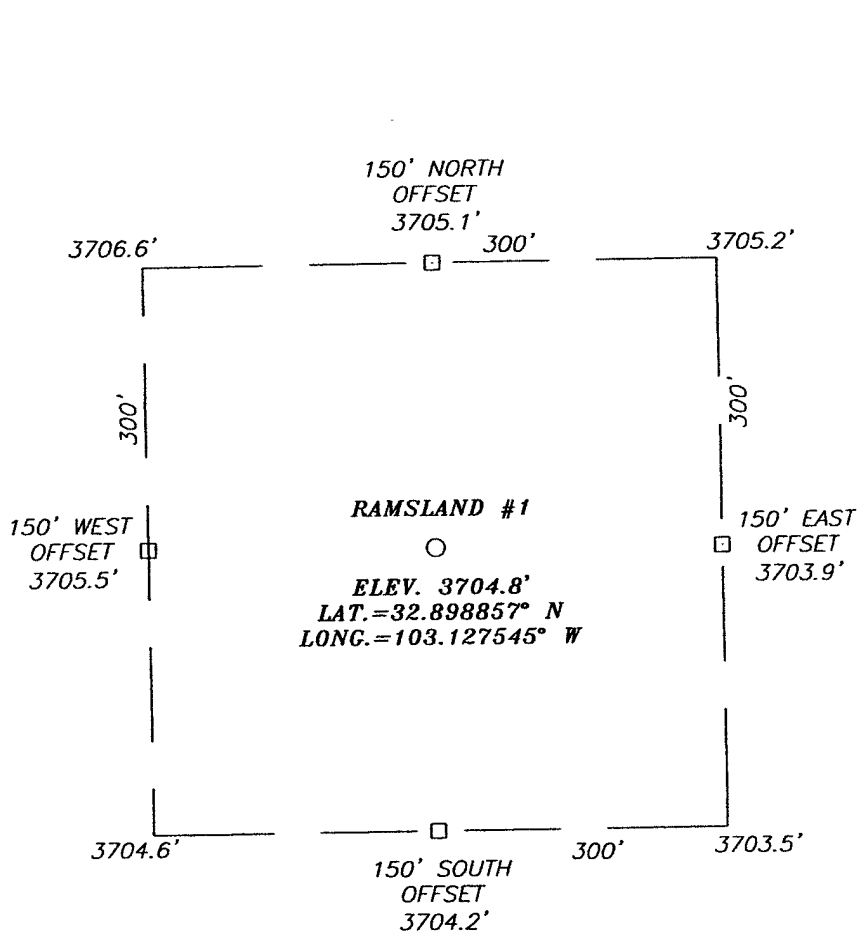 150' NORTH
OFFSET
3705.1'
3706.6'
300'
3705.2'
300'
300'
RAMSLAND #1
150' WEST
OFFSET
3705.5'
150' EAST
OFFSET
3703.9'
ELEV. 3704.8'
LAT.=32.898857° N
LONG.=103.127545° W
3704.6'
300'
3703.5'
150' SOUTH
OFFSET
3704.2'